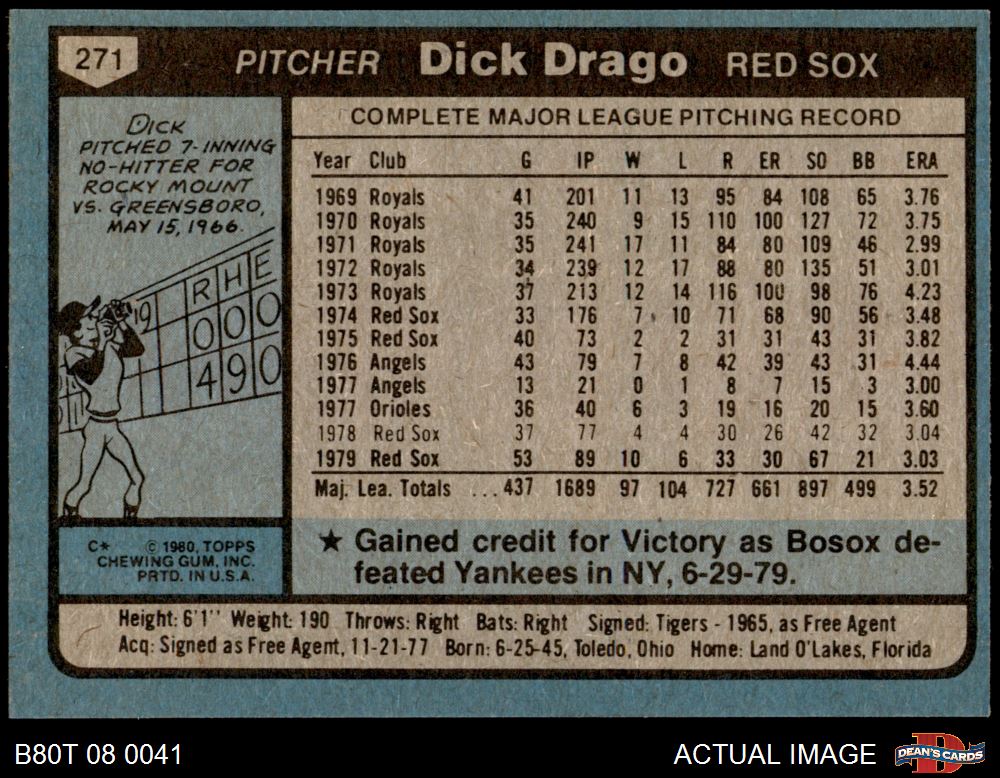 271 PITCHER Dick Drago RED SOX
DICK
PITCHED 7-INNING
NO-HITTER FOR
ROCKY MOUNT
VS. GREENSBORO,
MAY 15, 1966.
R H E
19 0 0 0
4 9 0
COMPLETE MAJOR LEAGUE PITCHING RECORD
Year Club G IP W L R ER SO BB ERA
1969 Royals 41 201 11 13 95 84 108 65 3.76
1970 Royals 35 240 9 15 110 100 127 72 3.75
1971 Royals 35 241 17 11 84 80 109 46 2.99
1972 Royals 34 239 12 17 88 80 135 51 3.01
1973 Royals 37 213 12 14 116 100 98 76 4.23
1974 Red Sox 33 176 7 10 71 68 90 56 3.48
1975 Red Sox 40 73 2 2 31 31 43 31 3.82
1976 Angels 43 79 7 8 42 39 43 31 4.44
1977 Angels 13 21 0 1 8 7 15 3 3.00
1977 Orioles 36 40 6 3 19 16 20 15 3.60
1978 Red Sox 37 77 4 4 30 26 42 32 3.04
1979 Red Sox 53 89 10 6 33 30 67 21 3.03
Maj. Lea. Totals ... 437 1689 97 104 727 661 897 499 3.52
C* © 1980, TOPPS
CHEWING GUM, INC.
PRTD. IN U.S.A.
★ Gained credit for Victory as Bosox de-
feated Yankees in NY, 6-29-79.
Height: 6'1" Weight: 190 Throws: Right Bats: Right Signed: Tigers - 1965, as Free Agent
Acq: Signed as Free Agent, 11-21-77 Born: 6-25-45, Toledo, Ohio Home: Land O'Lakes, Florida
B80T 08 0041 ACTUAL IMAGE DEAN'S CARDS